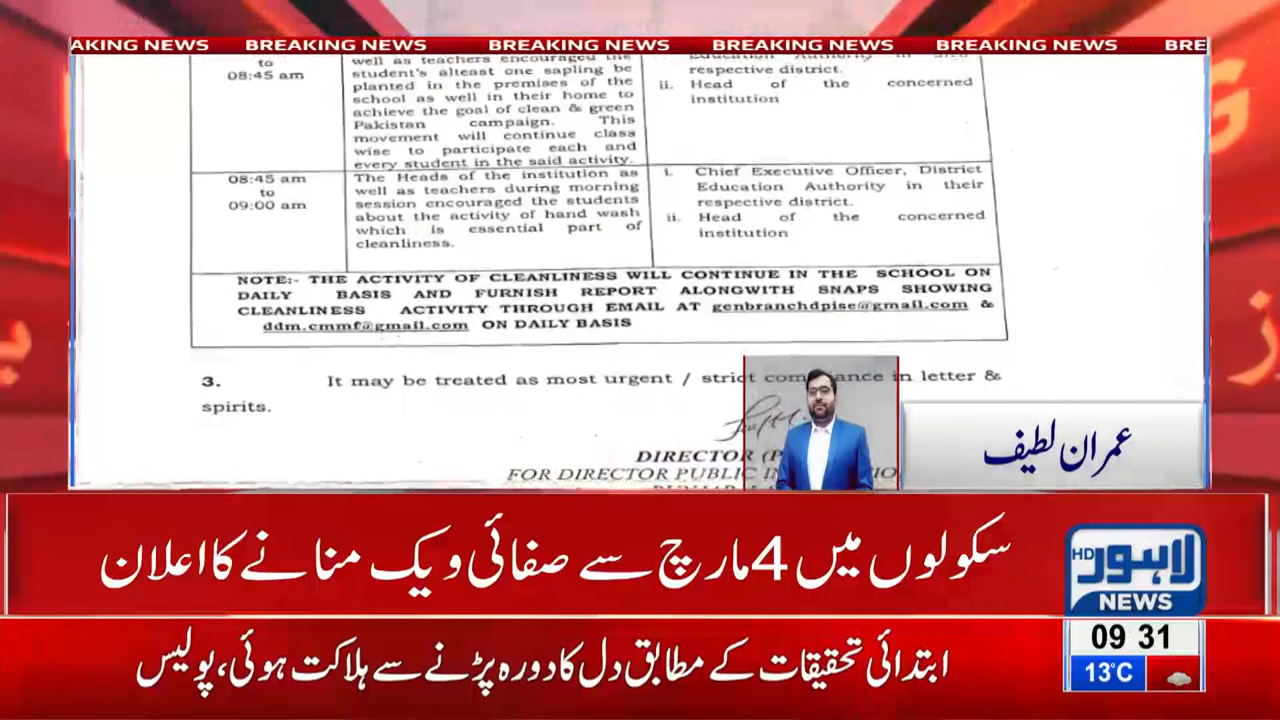 AKING NEWS BREAKING NEWS BREAKING NEWS BREAKING NEWS BREAKING NEWS BRE
to
08:45 am
well as teachers encouraged the
student's alteast one sapling be
planted in the premises of the
school as well in their home to
achieve the goal of clean & green
Pakistan campaign. This
movement will continue class
wise to participate each and
every student in the said activity.
respective district.
ii. Head of the concerned
institution
08:45 am
to
09:00 am
The Heads of the institution as
well as teachers during morning
session encouraged the students
about the activity of hand wash
which is essential part of
cleanliness.
i. Chief Executive Officer, District
Education Authority in their
respective district.
ii. Head of the concerned
institution
NOTE:- THE ACTIVITY OF CLEANLINESS WILL CONTINUE IN THE SCHOOL ON
DAILY BASIS AND FURNISH REPORT ALONGWITH SNAPS SHOWING
CLEANLINESS ACTIVITY THROUGH EMAIL AT genbranchdpise@gmail.com &
ddm.cmmf@gmail.com ON DAILY BASIS
3. It may be treated as most urgent / strict in letter &
spirits.
DIRECTOR
FOR DIRECTOR PUBLIC
عمران لطیف
سکولوں میں 4 مارچ سے صفائی ویک منانے کا اعلان
لاہور HD
NEWS
ابتدائی تحقیقات کے مطابق دل کا دورہ پڑنے سے ہلاکت ہوئی، پولیس
09 31
13°C